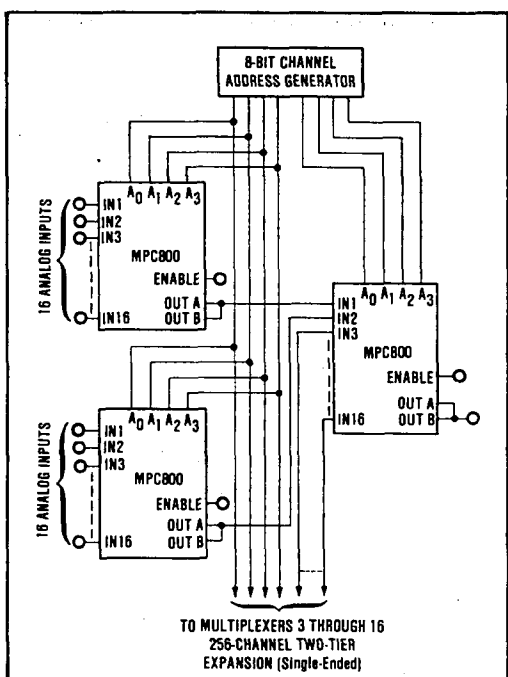 8-BIT CHANNEL
ADDRESS GENERATOR
A0 A1 A2 A3
16 ANALOG INPUTS
IN1
IN2
IN3
MPC800
ENABLE
OUT A
OUT B
IN16
A0 A1 A2 A3
IN1
IN2
IN3
MPC800
ENABLE
OUT A
OUT B
IN16
A0 A1 A2 A3
16 ANALOG INPUTS
IN1
IN2
IN3
MPC800
ENABLE
OUT A
OUT B
IN16
TO MULTIPLEXERS 3 THROUGH 16
256-CHANNEL TWO-TIER
EXPANSION (Single-Ended)